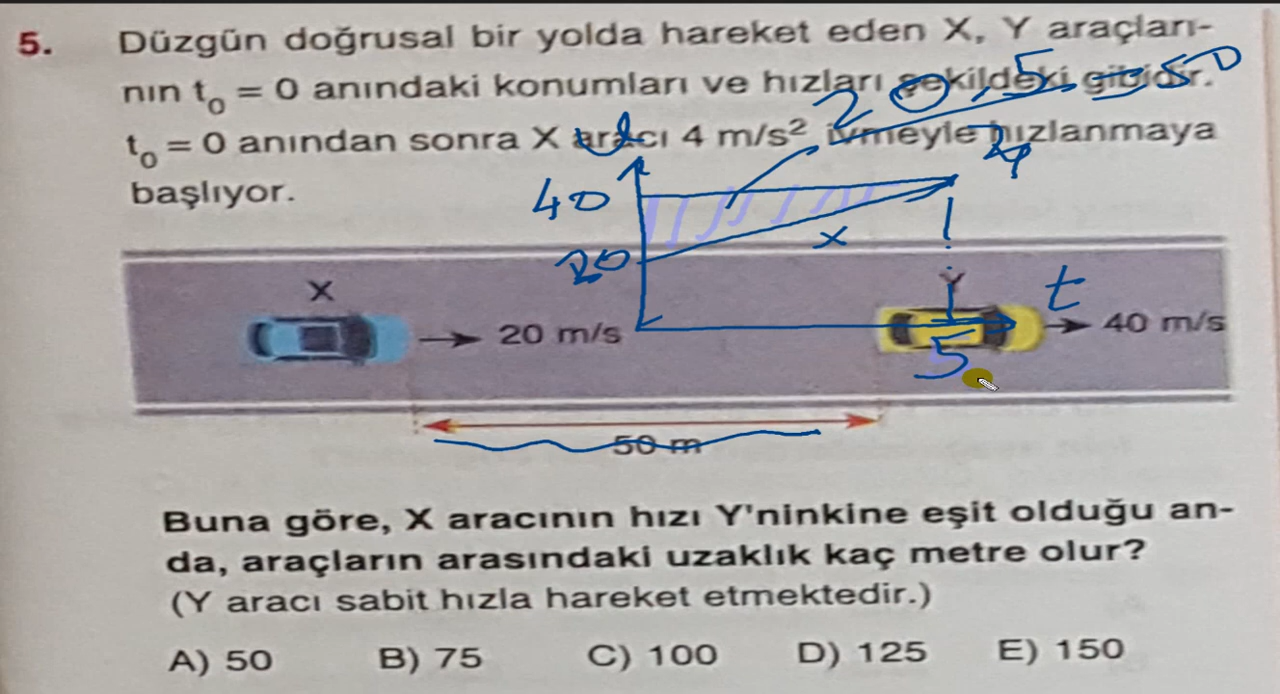 5. Düzgün doğrusal bir yolda hareket eden X, Y araçları-
nın t₀ = 0 anındaki konumları ve hızları şekildeki gibidir.
20.5 = 50
t₀ = 0 anından sonra X aracı 4 m/s² ivmeyle hızlanmaya
başlıyor.
40
y
20
x
X
Y
t
20 m/s
40 m/s
5
50 m
Buna göre, X aracının hızı Y'ninkine eşit olduğu an-
da, araçların arasındaki uzaklık kaç metre olur?
(Y aracı sabit hızla hareket etmektedir.)
A) 50 B) 75 C) 100 D) 125 E) 150